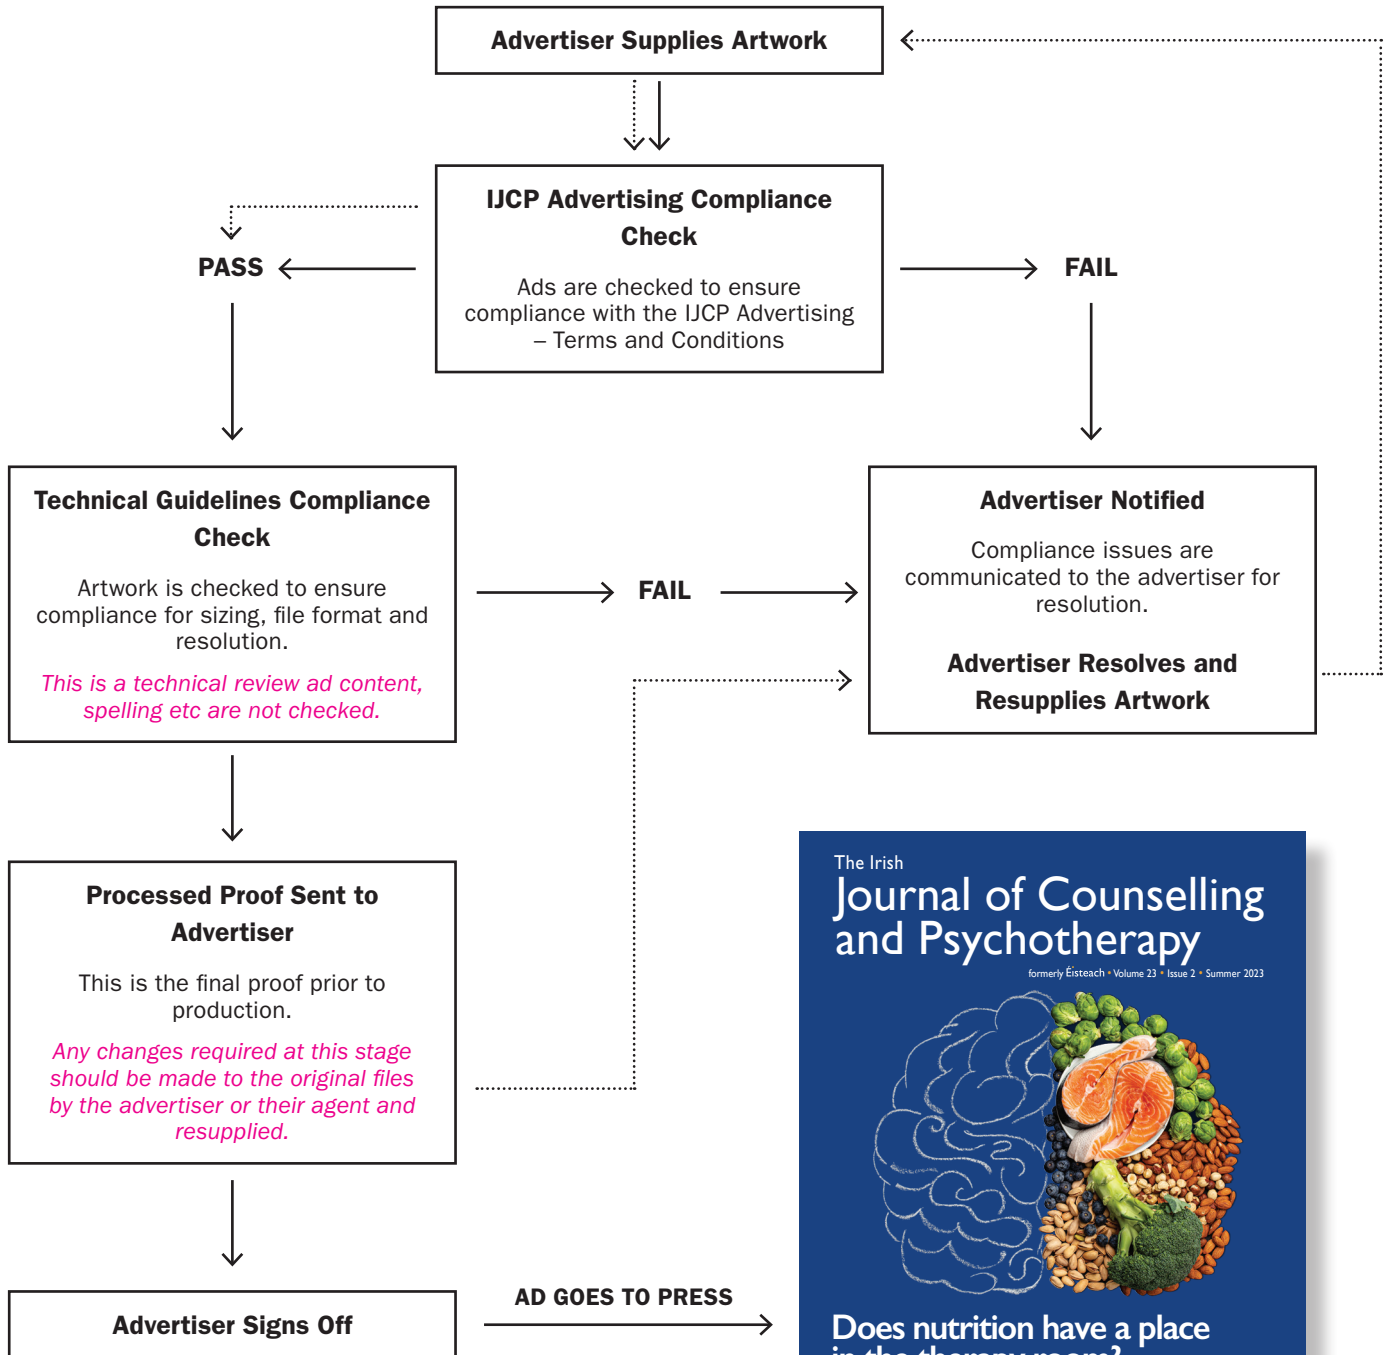 Advertiser Supplies Artwork
IJCP Advertising Compliance
Check
Ads are checked to ensure
compliance with the IJCP Advertising
– Terms and Conditions
PASS
FAIL
Technical Guidelines Compliance
Check
Artwork is checked to ensure
compliance for sizing, file format and
resolution.
This is a technical review ad content,
spelling etc are not checked.
FAIL
Advertiser Notified
Compliance issues are
communicated to the advertiser for
resolution.
Advertiser Resolves and
Resupplies Artwork
Processed Proof Sent to
Advertiser
This is the final proof prior to
production.
Any changes required at this stage
should be made to the original files
by the advertiser or their agent and
resupplied.
Advertiser Signs Off
AD GOES TO PRESS
The Irish
Journal of Counselling
and Psychotherapy
formerly Éisteach • Volume 23 • Issue 2 • Summer 2023
Does nutrition have a place
in the therapy room?